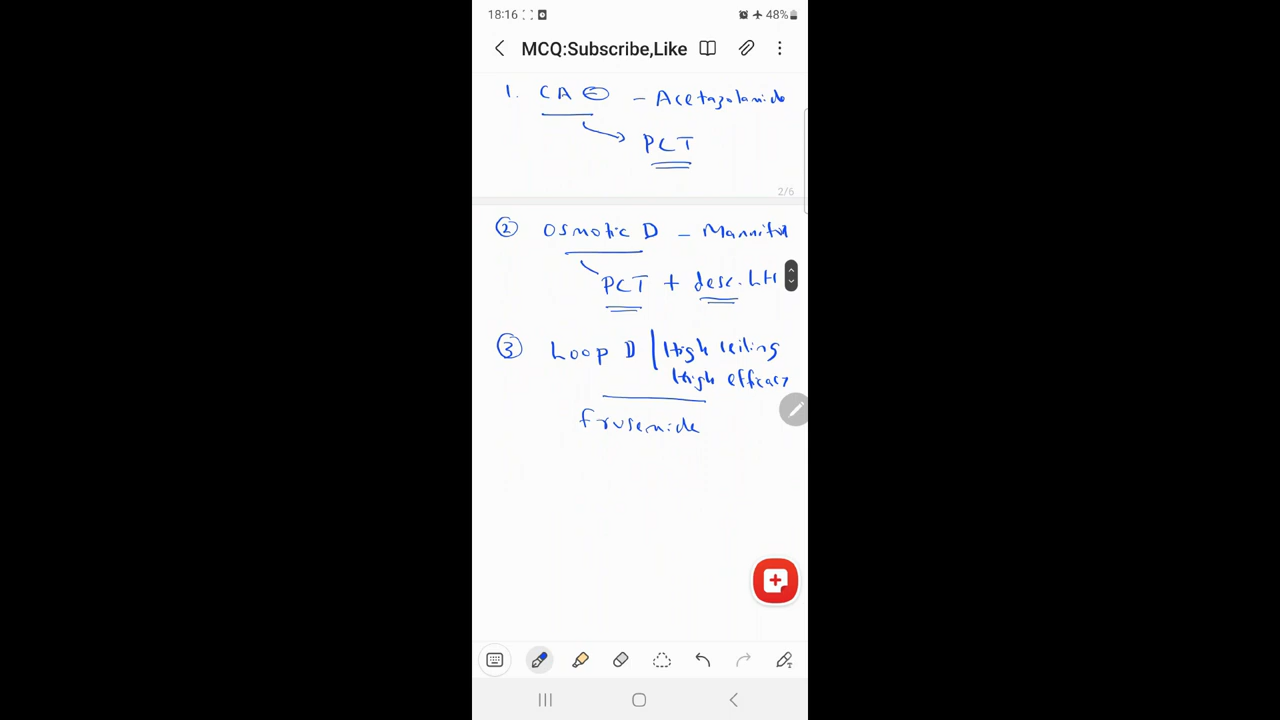 18:16 48%
MCQ:Subscribe,Like
1. CA ⊖ - Acetazolamide
PCT
2/6
② Osmotic D - Mannitol
PCT + desc. LH
③ Loop D | High ceiling
High efficacy
frusemide